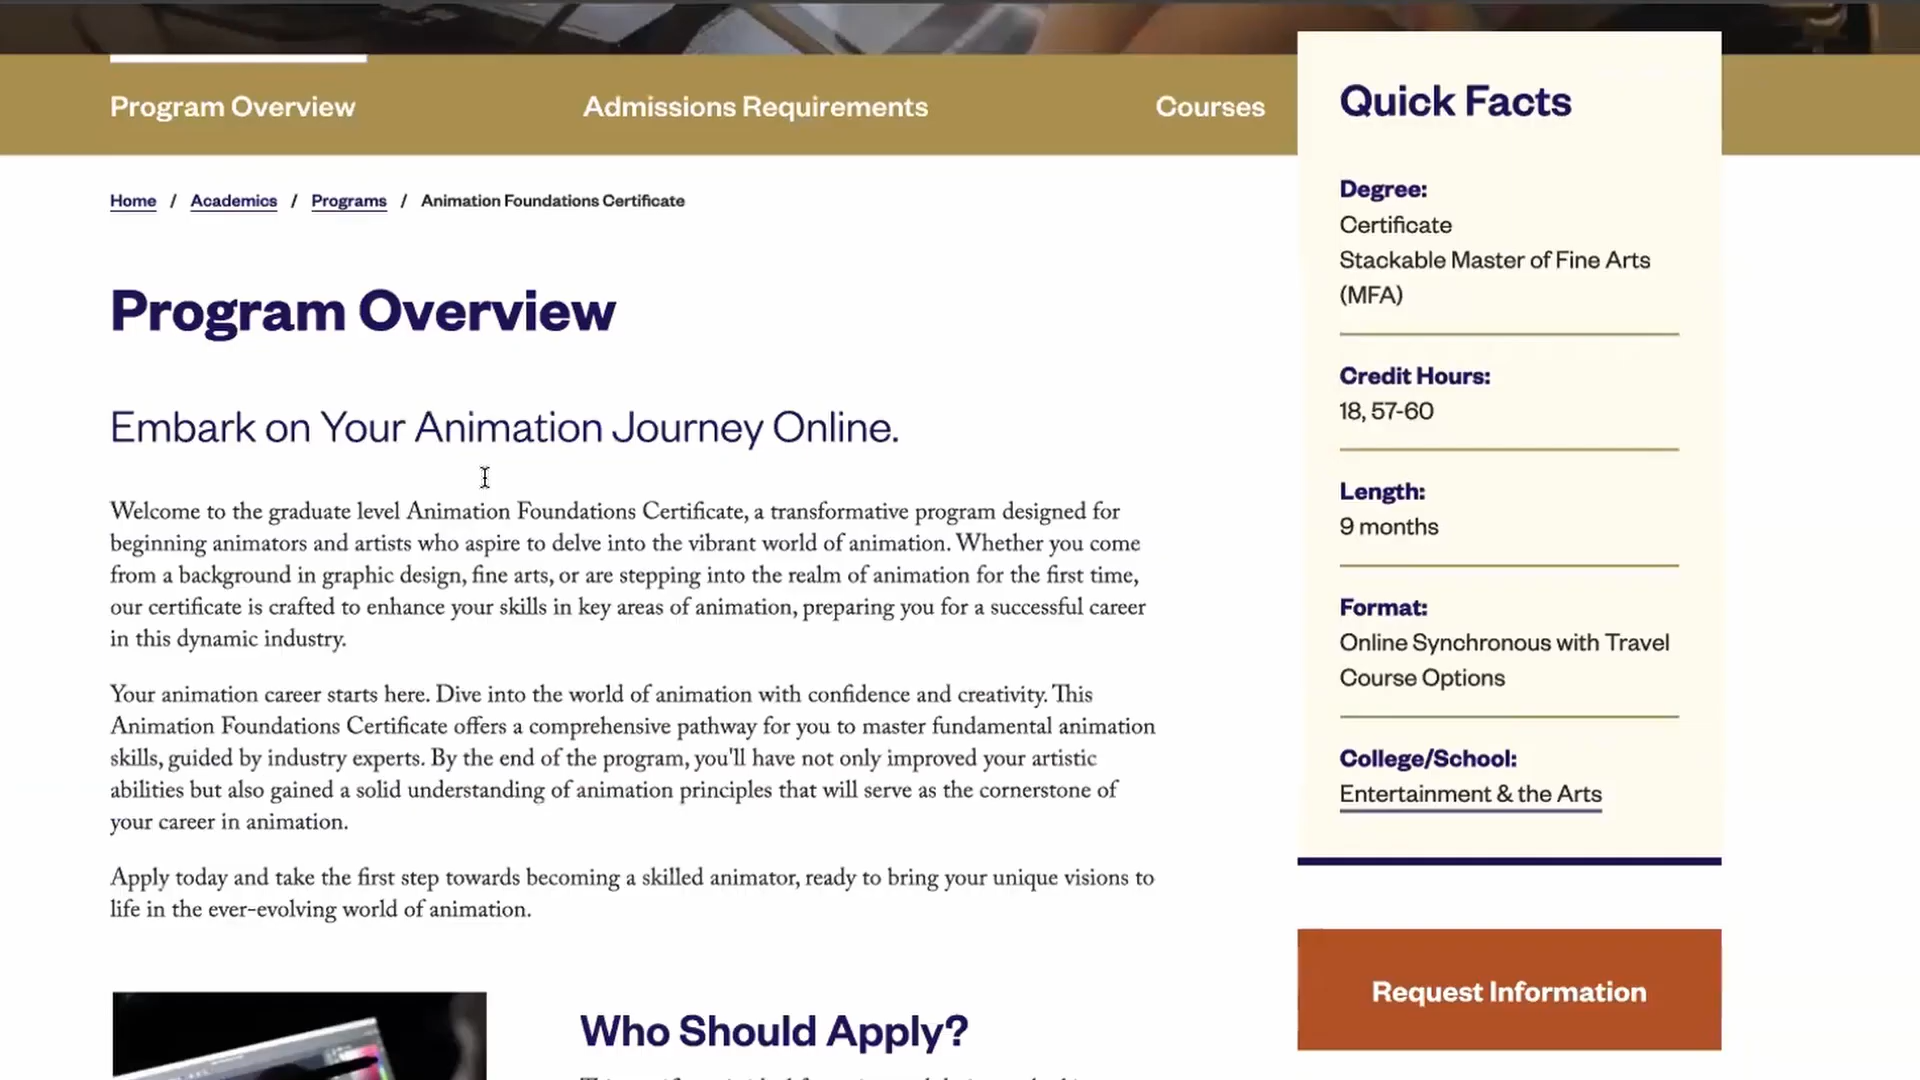 Program Overview
Admissions Requirements
Courses
Home / Academics / Programs / Animation Foundations Certificate
Program Overview
Embark on Your Animation Journey Online.
Welcome to the graduate level Animation Foundations Certificate, a transformative program designed for
beginning animators and artists who aspire to delve into the vibrant world of animation. Whether you come
from a background in graphic design, fine arts, or are stepping into the realm of animation for the first time,
our certificate is crafted to enhance your skills in key areas of animation, preparing you for a successful career
in this dynamic industry.
Your animation career starts here. Dive into the world of animation with confidence and creativity. This
Animation Foundations Certificate offers a comprehensive pathway for you to master fundamental animation
skills, guided by industry experts. By the end of the program, you'll have not only improved your artistic
abilities but also gained a solid understanding of animation principles that will serve as the cornerstone of
your career in animation.
Apply today and take the first step towards becoming a skilled animator, ready to bring your unique visions to
life in the ever-evolving world of animation.
Who Should Apply?
Quick Facts
Degree:
Certificate
Stackable Master of Fine Arts
(MFA)
Credit Hours:
18, 57-60
Length:
9 months
Format:
Online Synchronous with Travel
Course Options
College/School:
Entertainment & the Arts
Request Information